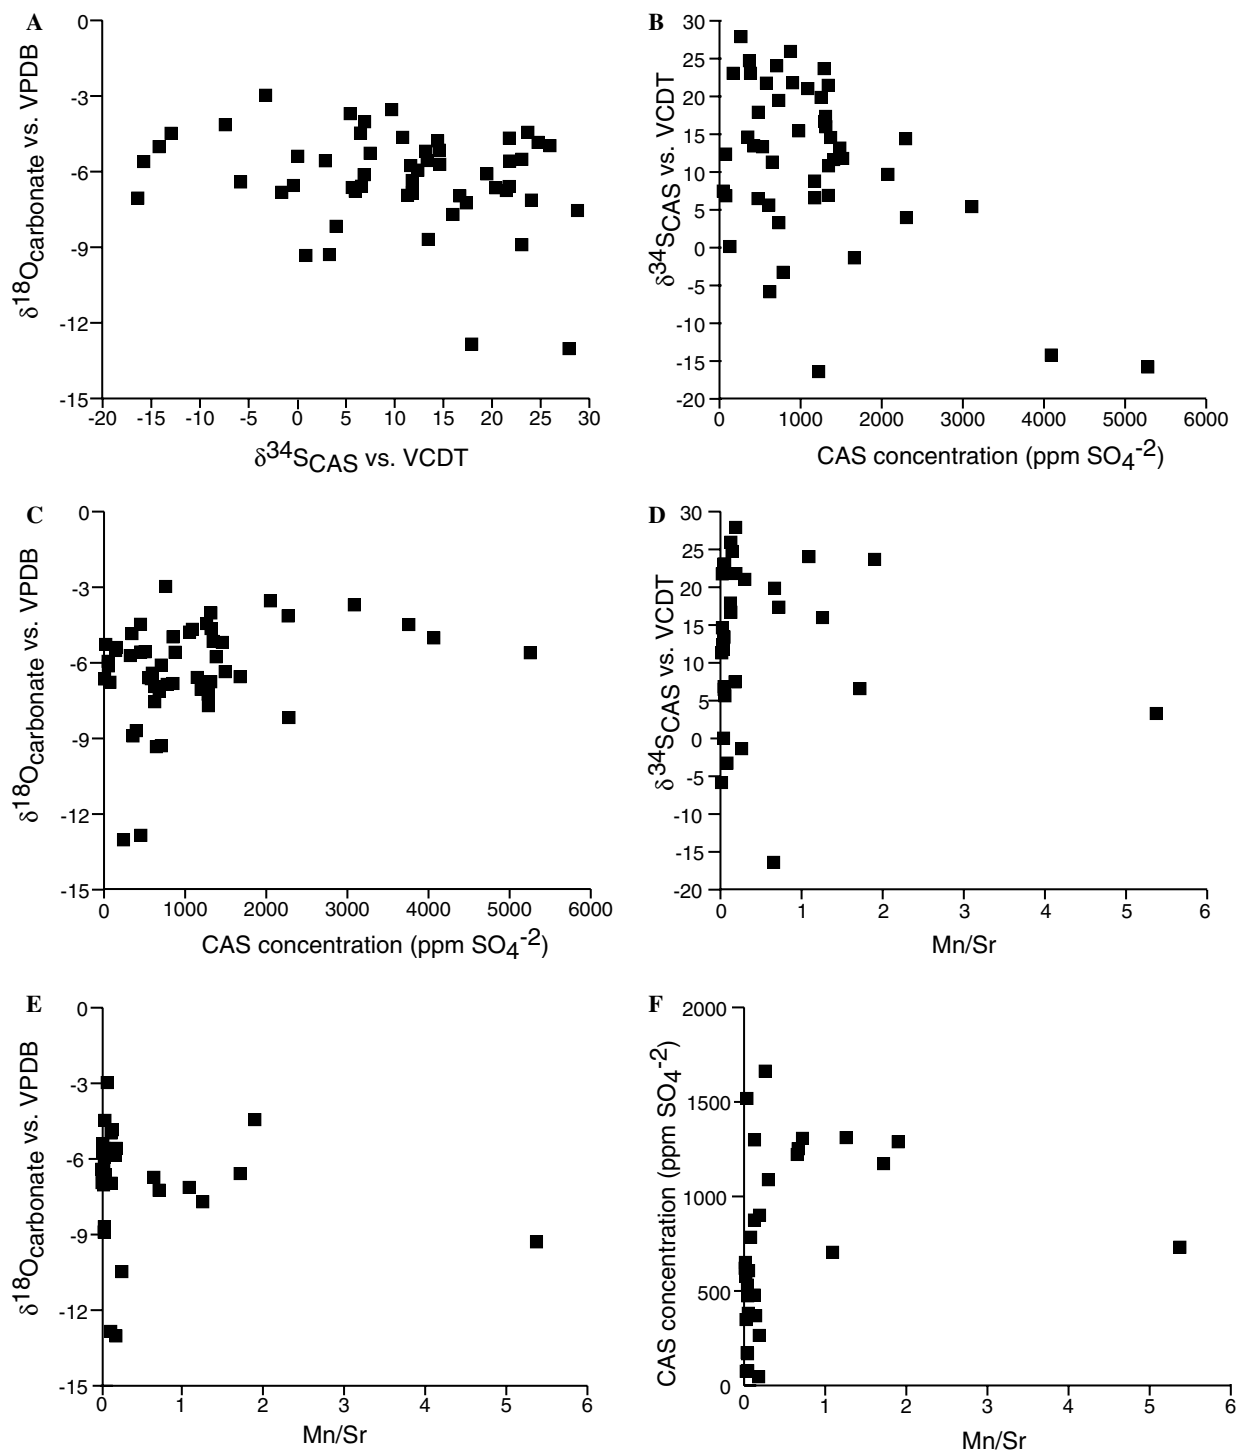 A
δ18Ocarbonate vs. VPDB
0
-3
-6
-9
-12
-15
-20 -15 -10 -5 0 5 10 15 20 25 30
δ34SCAS vs. VCDT
B
δ34SCAS vs. VCDT
30
25
20
15
10
5
0
-5
-10
-15
-20
0 1000 2000 3000 4000 5000 6000
CAS concentration (ppm SO4-2)
C
δ18Ocarbonate vs. VPDB
0
-3
-6
-9
-12
-15
0 1000 2000 3000 4000 5000 6000
CAS concentration (ppm SO4-2)
D
δ34SCAS vs. VCDT
30
25
20
15
10
5
0
-5
-10
-15
-20
0 1 2 3 4 5 6
Mn/Sr
E
δ18Ocarbonate vs. VPDB
0
-3
-6
-9
-12
-15
0 1 2 3 4 5 6
Mn/Sr
F
CAS concentration (ppm SO4-2)
2000
1500
1000
500
0
0 1 2 3 4 5 6
Mn/Sr